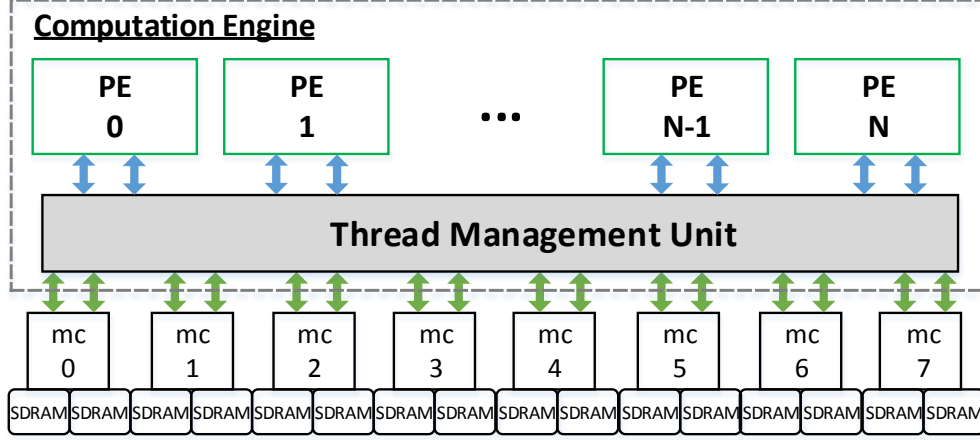 Computation Engine
PE PE PE PE
0 1 ... N-1 N
Thread Management Unit
mc mc mc mc mc mc mc mc
0 1 2 3 4 5 6 7
SDRAM SDRAM SDRAM SDRAM SDRAM SDRAM SDRAM SDRAM SDRAM SDRAM SDRAM SDRAM SDRAM SDRAM SDRAM SDRAM